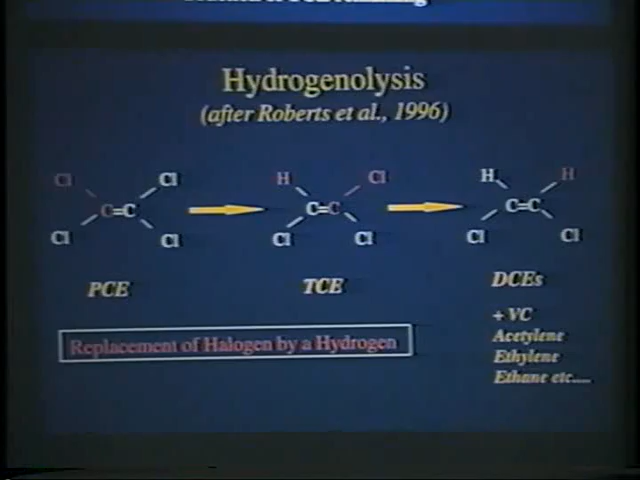 Hydrogenolysis
(after Roberts et al., 1996)
Cl Cl H Cl H H
C=C C=C C=C
Cl Cl Cl Cl Cl Cl
PCE TCE DCEs
+ VC
Replacement of Halogen by a Hydrogen
Acetylene
Ethylene
Ethane etc.....